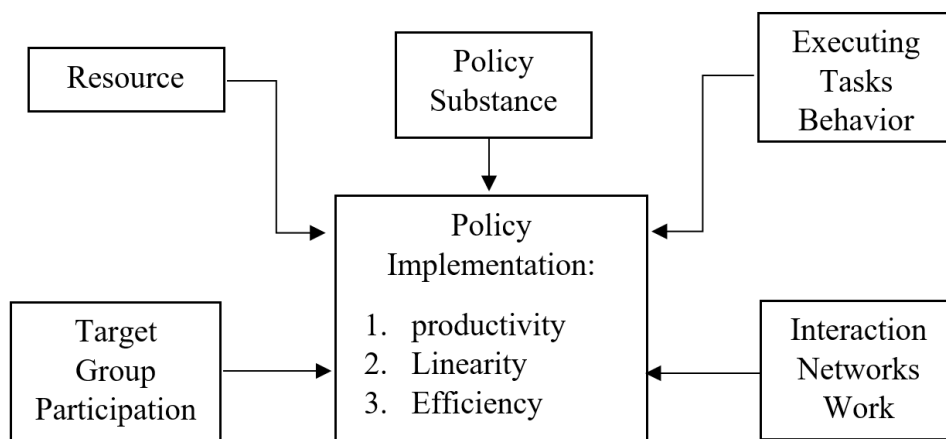 Resource
Policy
Substance
Executing
Tasks
Behavior
Policy
Implementation:
1. productivity
2. Linearity
3. Efficiency
Target
Group
Participation
Interaction
Networks
Work